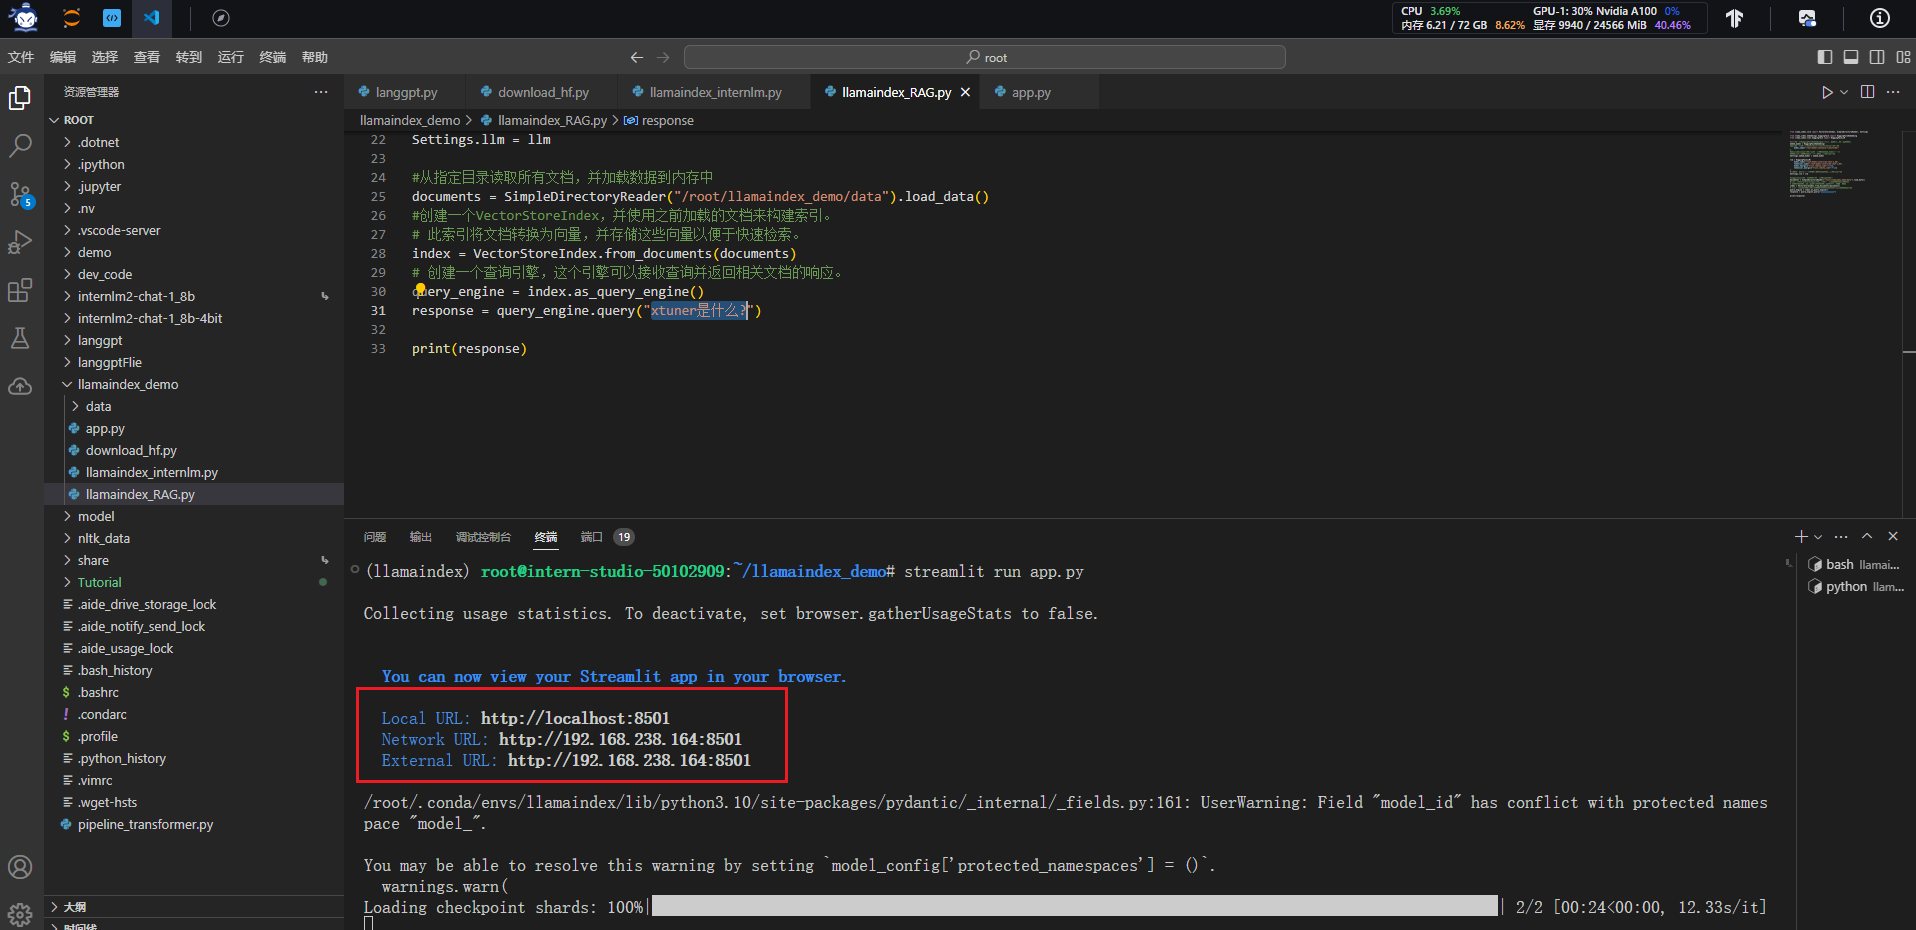 CPU 3.69% GPU-1: 30% Nvidia A100 0%
内存 6.21 / 72 GB 8.62% 显存 9940 / 24566 MiB 40.46%
文件 编辑 选择 查看 转到 运行 终端 帮助
root
资源管理器
langgpt.py
download_hf.py
llamaindex_internlm.py
llamaindex_RAG.py
app.py
llamaindex_demo > llamaindex_RAG.py > response
ROOT
.dotnet
.ipython
.jupyter
.nv
.vscode-server
demo
dev_code
internlm2-chat-1_8b
internlm2-chat-1_8b-4bit
langgpt
langgptFlie
llamaindex_demo
data
app.py
download_hf.py
llamaindex_internlm.py
llamaindex_RAG.py
model
nltk_data
share
Tutorial
.aide_drive_storage_lock
.aide_notify_send_lock
.aide_usage_lock
.bash_history
.bashrc
.condarc
.profile
.python_history
.vimrc
.wget-hsts
pipeline_transformer.py
大纲
时间线
5
22 Settings.llm = llm
23
24 #从指定目录读取所有文档，并加载数据到内存中
25 documents = SimpleDirectoryReader("/root/llamaindex_demo/data").load_data()
26 #创建一个VectorStoreIndex，并使用之前加载的文档来构建索引。
27 # 此索引将文档转换为向量，并存储这些向量以便于快速检索。
28 index = VectorStoreIndex.from_documents(documents)
29 # 创建一个查询引擎，这个引擎可以接收查询并返回相关文档的响应。
30 query_engine = index.as_query_engine()
31 response = query_engine.query("xtuner是什么?")
32
33 print(response)
问题 输出 调试控制台 终端 端口 19
(llamaindex) root@intern-studio-50102909:~/llamaindex_demo# streamlit run app.py
Collecting usage statistics. To deactivate, set browser.gatherUsageStats to false.
You can now view your Streamlit app in your browser.
Local URL: http://localhost:8501
Network URL: http://192.168.238.164:8501
External URL: http://192.168.238.164:8501
/root/.conda/envs/llamaindex/lib/python3.10/site-packages/pydantic/_internal/_fields.py:161: UserWarning: Field "model_id" has conflict with protected names
pace "model_".
You may be able to resolve this warning by setting `model_config['protected_namespaces'] = ()`.
warnings.warn(
Loading checkpoint shards: 100%| | 2/2 [00:24<00:00, 12.33s/it]
bash llamai...
python llam...